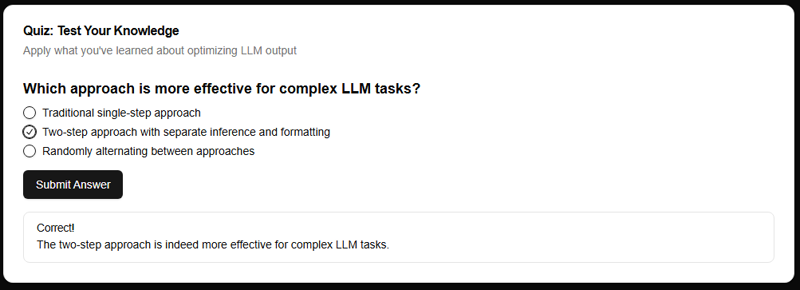 Quiz: Test Your Knowledge
Apply what you've learned about optimizing LLM output
Which approach is more effective for complex LLM tasks?
Traditional single-step approach
Two-step approach with separate inference and formatting
Randomly alternating between approaches
Submit Answer
Correct!
The two-step approach is indeed more effective for complex LLM tasks.